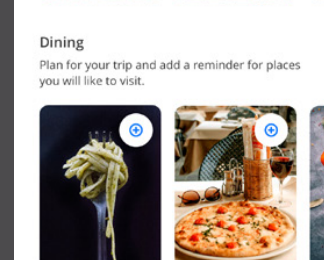 Dining
Plan for your trip and add a reminder for places
you will like to visit.